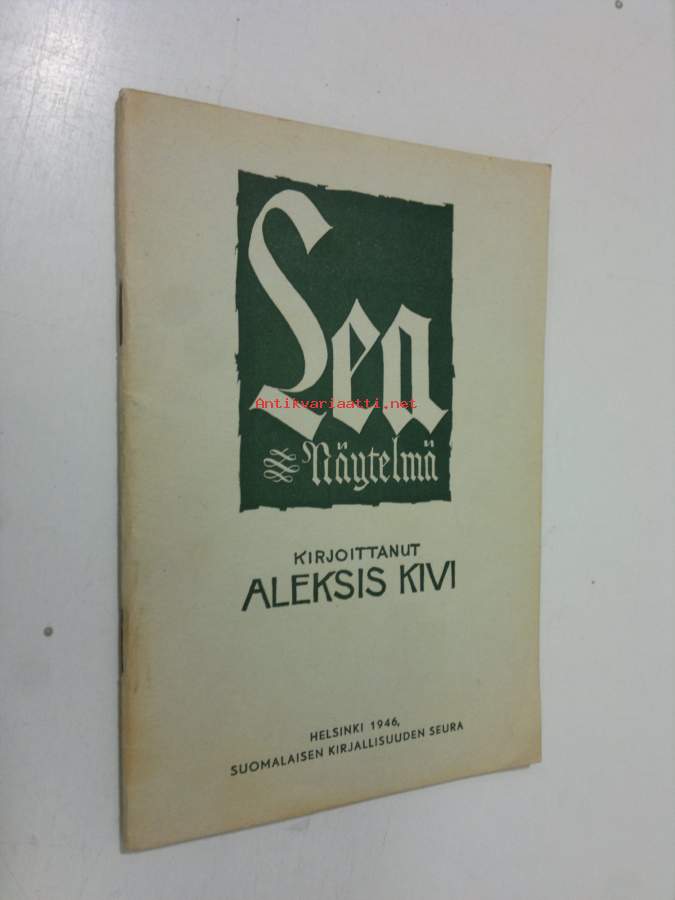 Lea
Antikvariaatti.net
Näytelmä
KIRJOITTANUT
ALEKSIS KIVI
HELSINKI 1946,
SUOMALAISEN KIRJALLISUUDEN SEURA